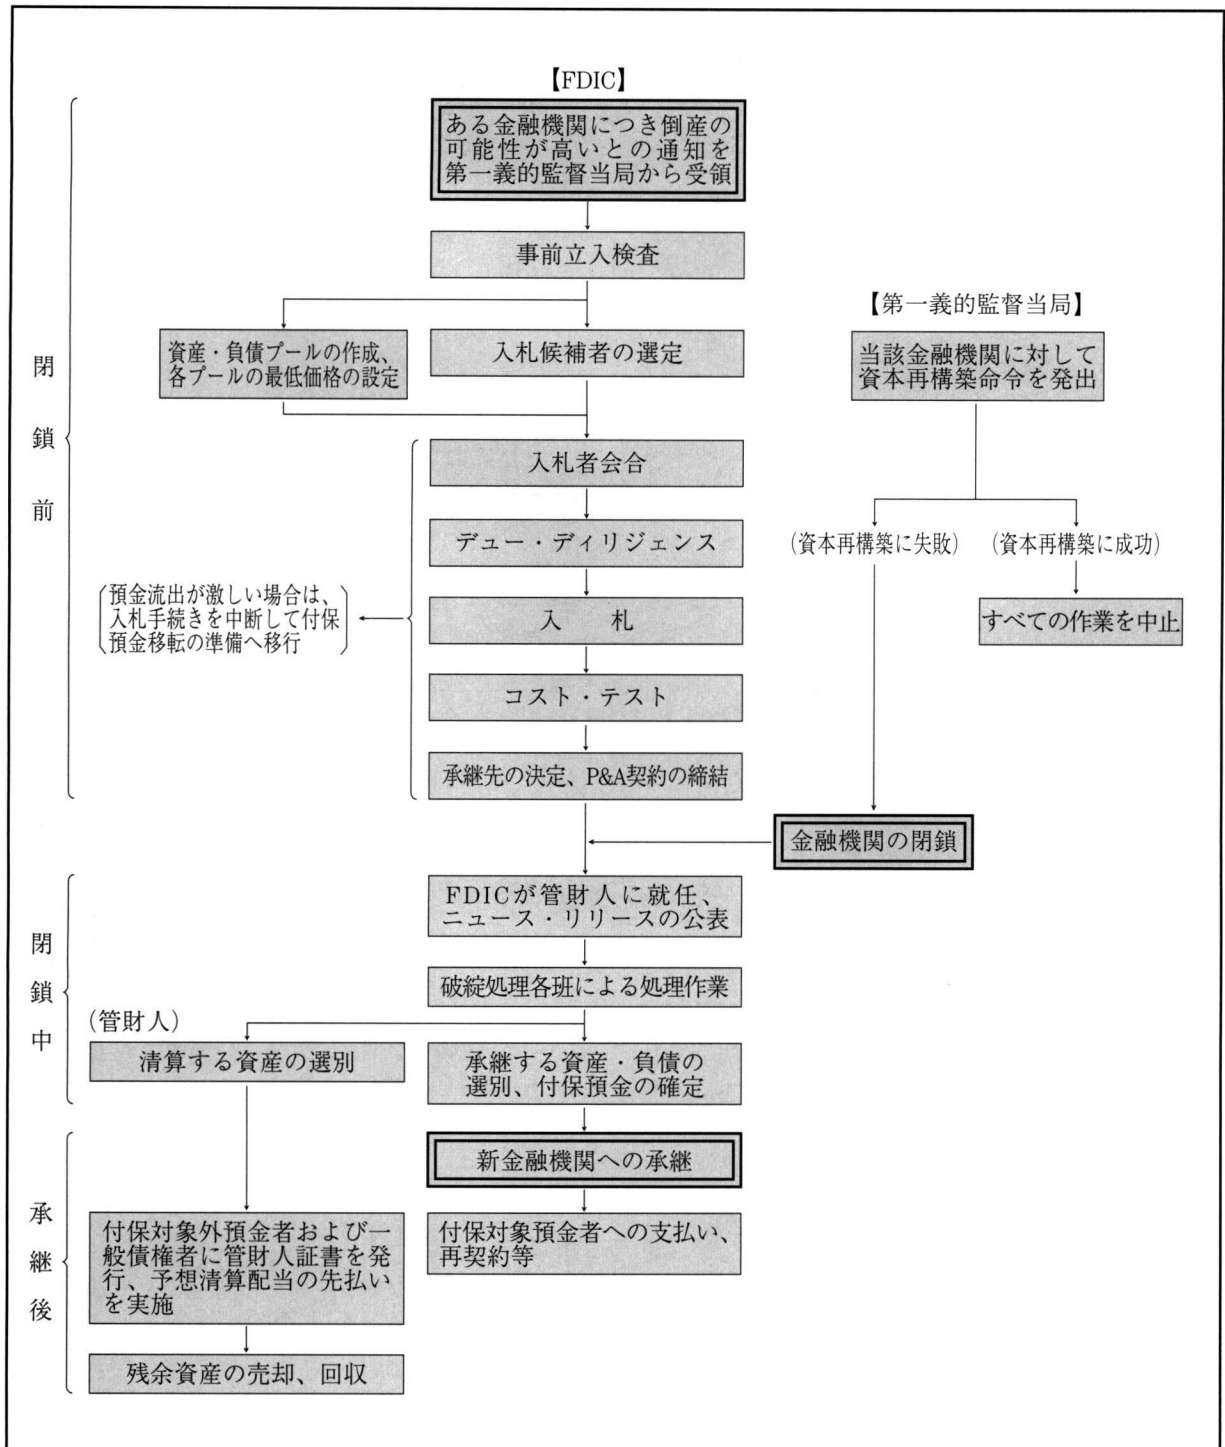 【FDIC】
ある金融機関につき倒産の
可能性が高いとの通知を
第一義的監督当局から受領
事前立入検査
資産・負債プールの作成、
各プールの最低価格の設定
入札候補者の選定
【第一義的監督当局】
当該金融機関に対して
資本再構築命令を発出
閉鎖前
入札者会合
デュー・ディリジェンス
(資本再構築に失敗)
(資本再構築に成功)
預金流出が激しい場合は、
入札手続きを中断して付保
預金移転の準備へ移行
入 札
すべての作業を中止
コスト・テスト
承継先の決定、P&A契約の締結
金融機関の閉鎖
閉鎖中
FDICが管財人に就任、
ニュース・リリースの公表
破綻処理各班による処理作業
(管財人)
清算する資産の選別
承継する資産・負債の
選別、付保預金の確定
承継後
新金融機関への承継
付保対象外預金者および一
般債権者に管財人証書を発
行、予想清算配当の先払い
を実施
付保対象預金者への支払い、
再契約等
残余資産の売却、回収